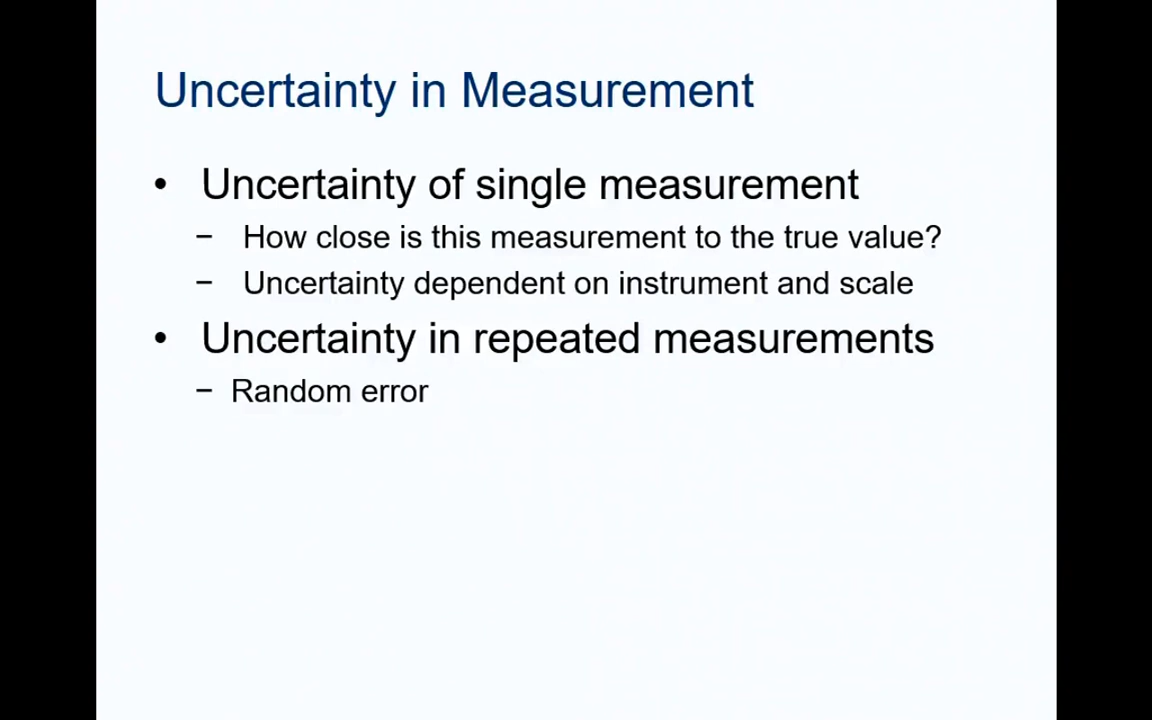 Uncertainty in Measurement
• Uncertainty of single measurement
− How close is this measurement to the true value?
− Uncertainty dependent on instrument and scale
• Uncertainty in repeated measurements
− Random error